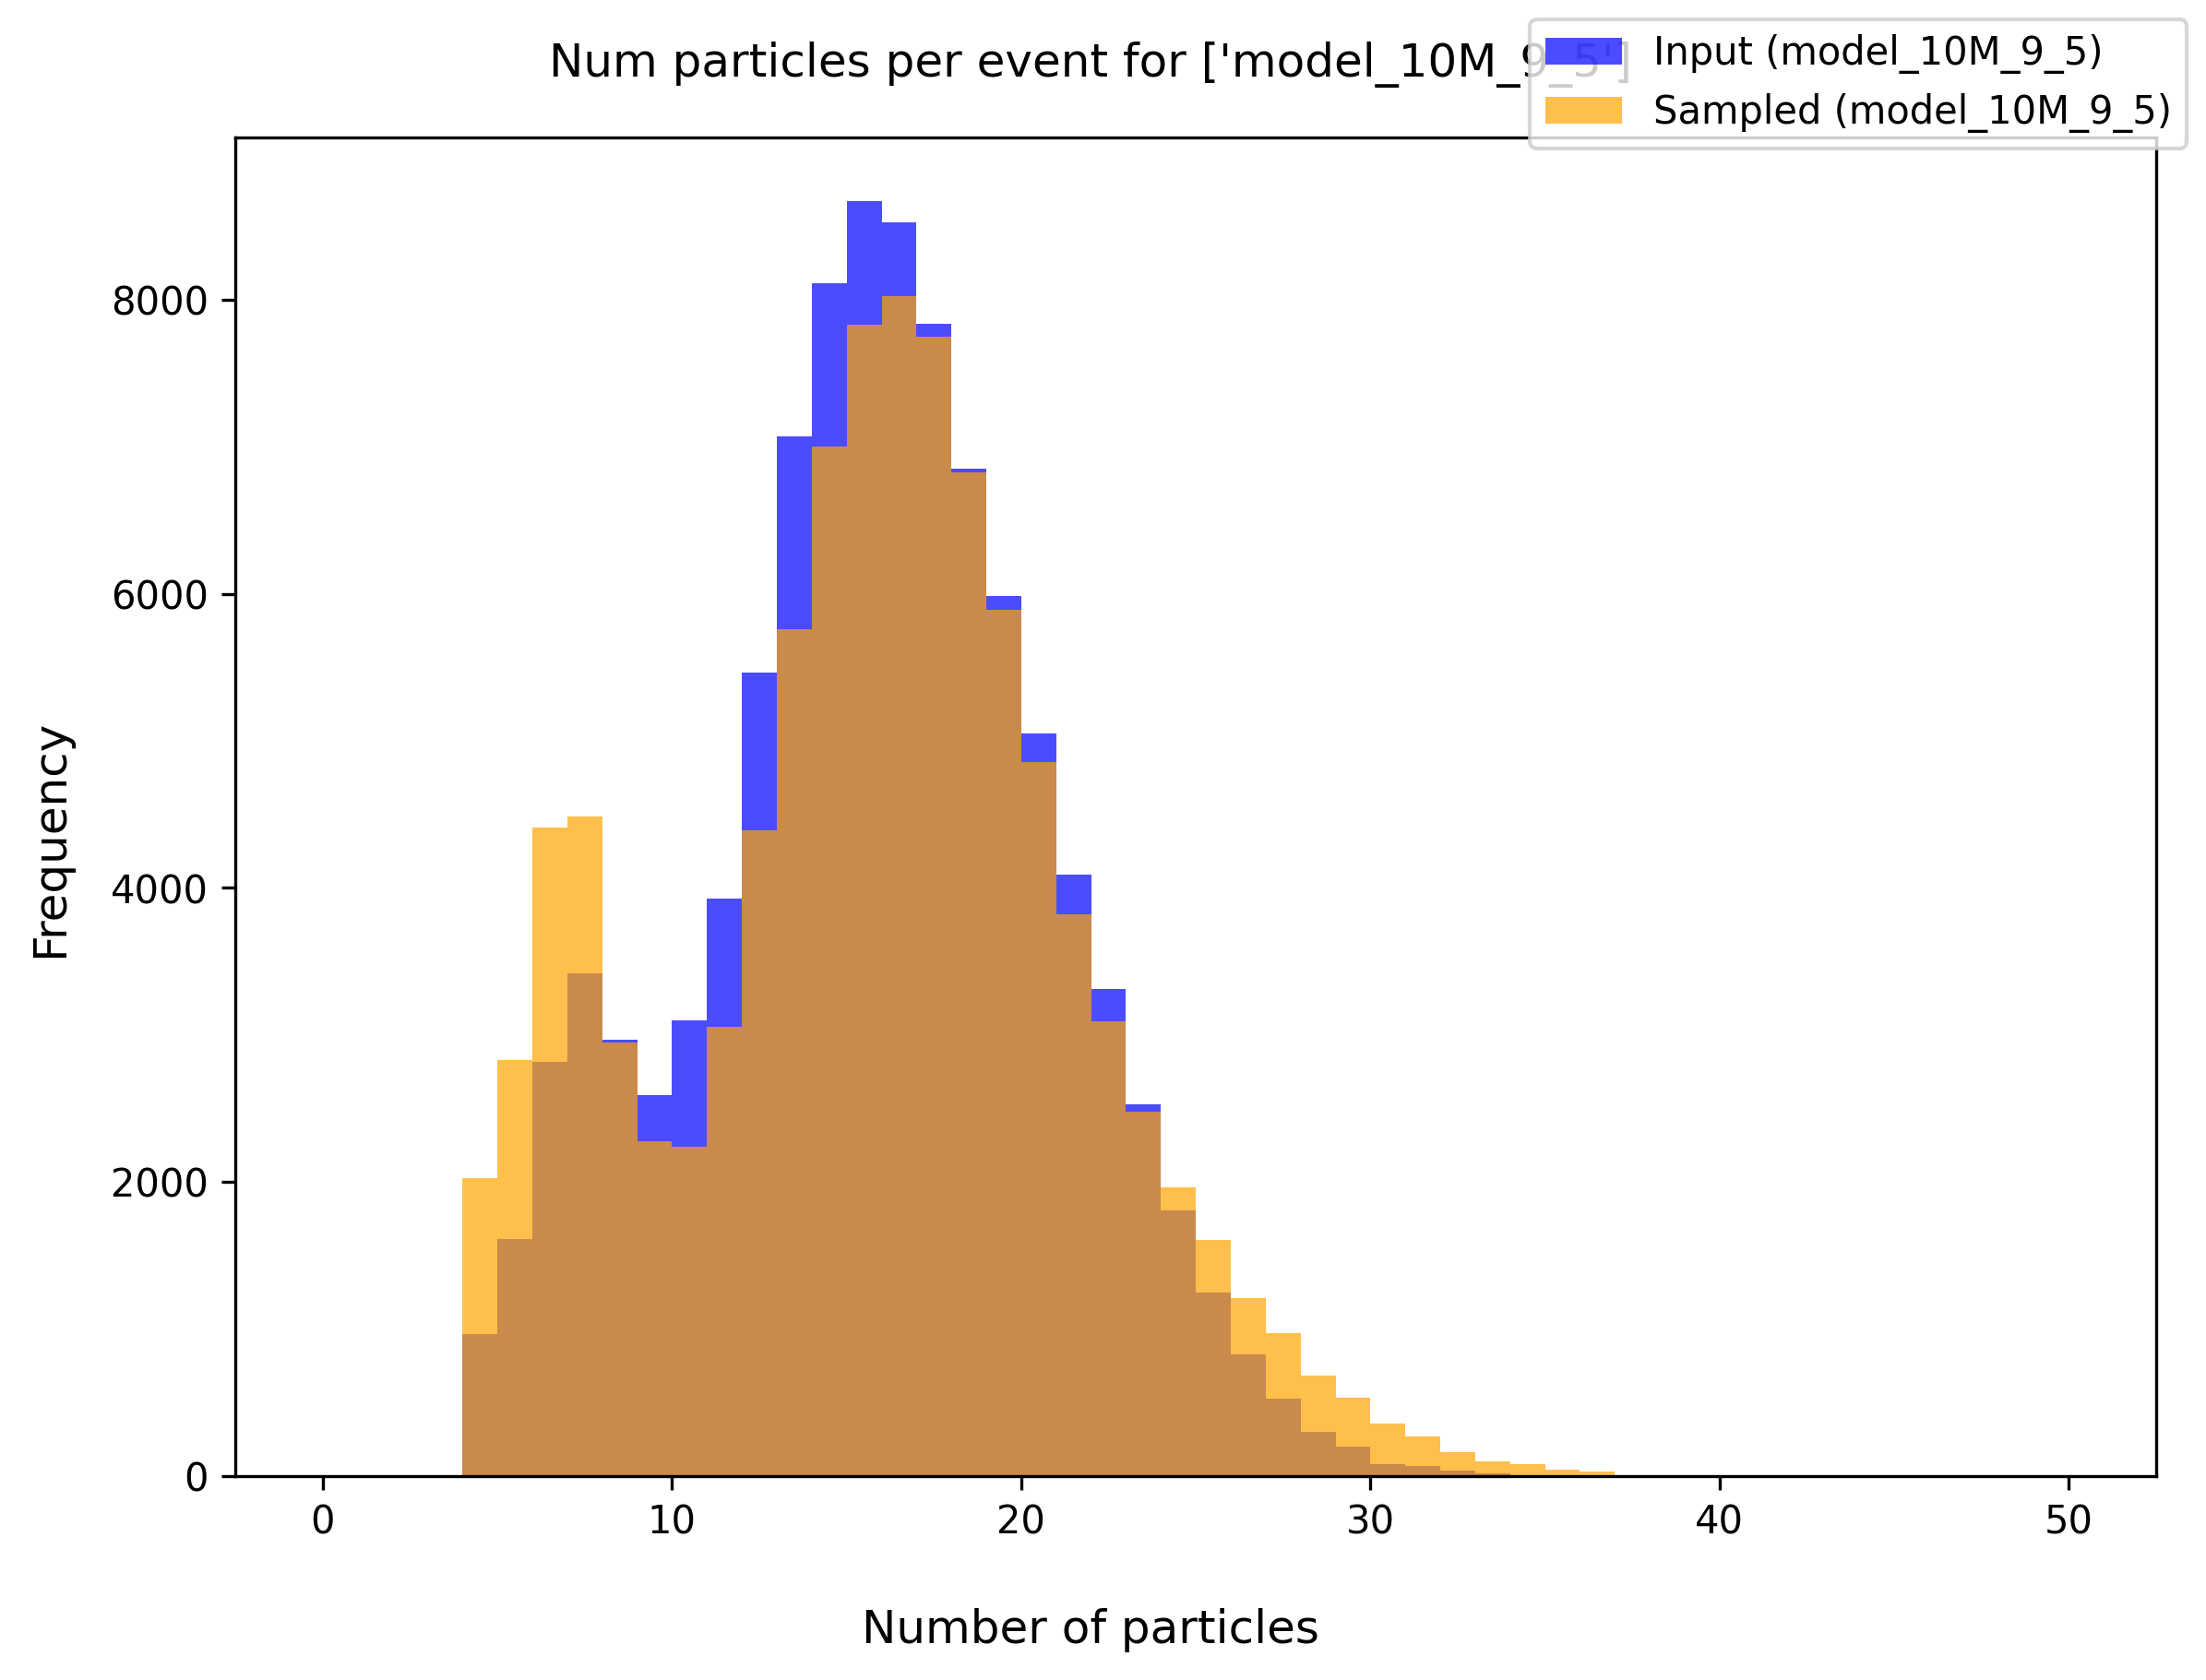 Num particles per event for ['model_10M_9_5']
Input (model_10M_9_5)
Sampled (model_10M_9_5)
Frequency
8000
6000
4000
2000
0
0 10 20 30 40 50
Number of particles